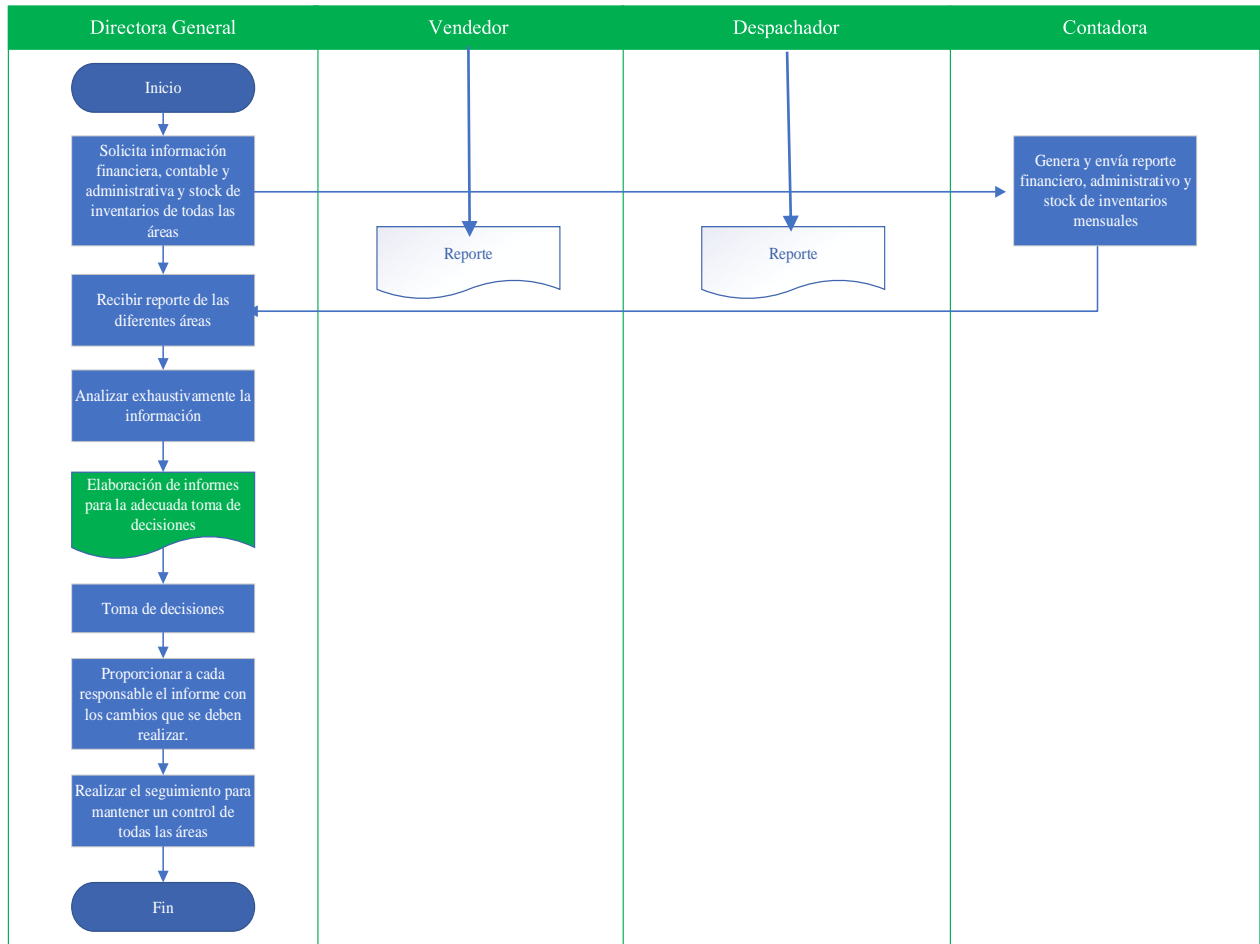 Directora General
Vendedor
Despachador
Contadora
Inicio
Solicita información
financiera, contable y
administrativa y stock de
inventarios de todas las
áreas
Genera y envía reporte
financiero, administrativo y
stock de inventarios
mensuales
Reporte
Reporte
Recibir reporte de las
diferentes áreas
Analizar exhaustivamente la
información
Elaboración de informes
para la adecuada toma de
decisiones
Toma de decisiones
Proporcionar a cada
responsable el informe con
los cambios que se deben
realizar.
Realizar el seguimiento para
mantener un control de
todas las áreas
Fin